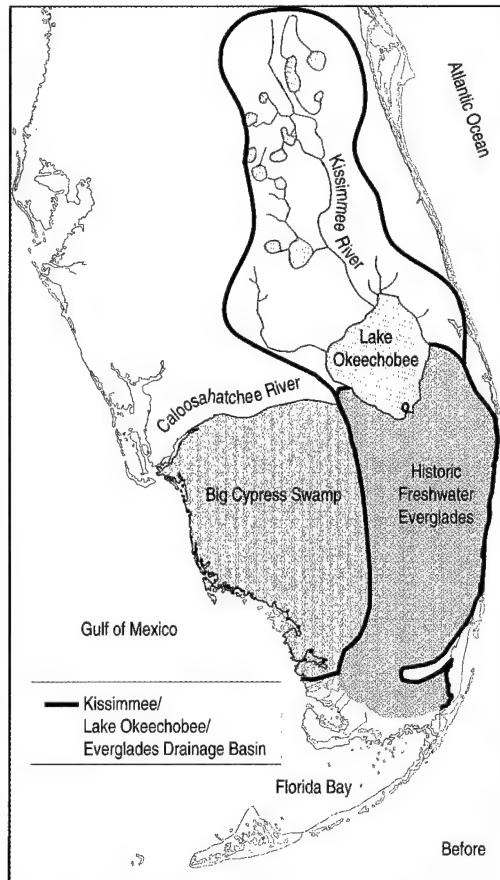 Atlantic Ocean
Kissimmee River
Lake
Okeechobee
Caloosahatchee River
Big Cypress Swamp
Historic
Freshwater
Everglades
Gulf of Mexico
Kissimmee/
Lake Okeechobee/
Everglades Drainage Basin
Florida Bay
Before